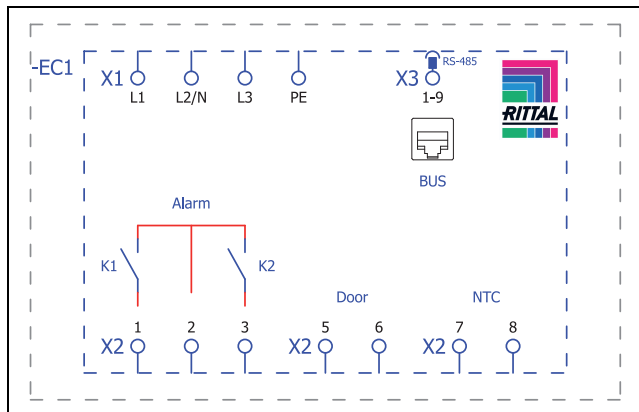 -EC1
X1
L1
L2/N
L3
PE
X3
RS-485
1-9
RITTAL
BUS
Alarm
K1
K2
Door
NTC
X2
1
2
3
X2
5
6
X2
7
8